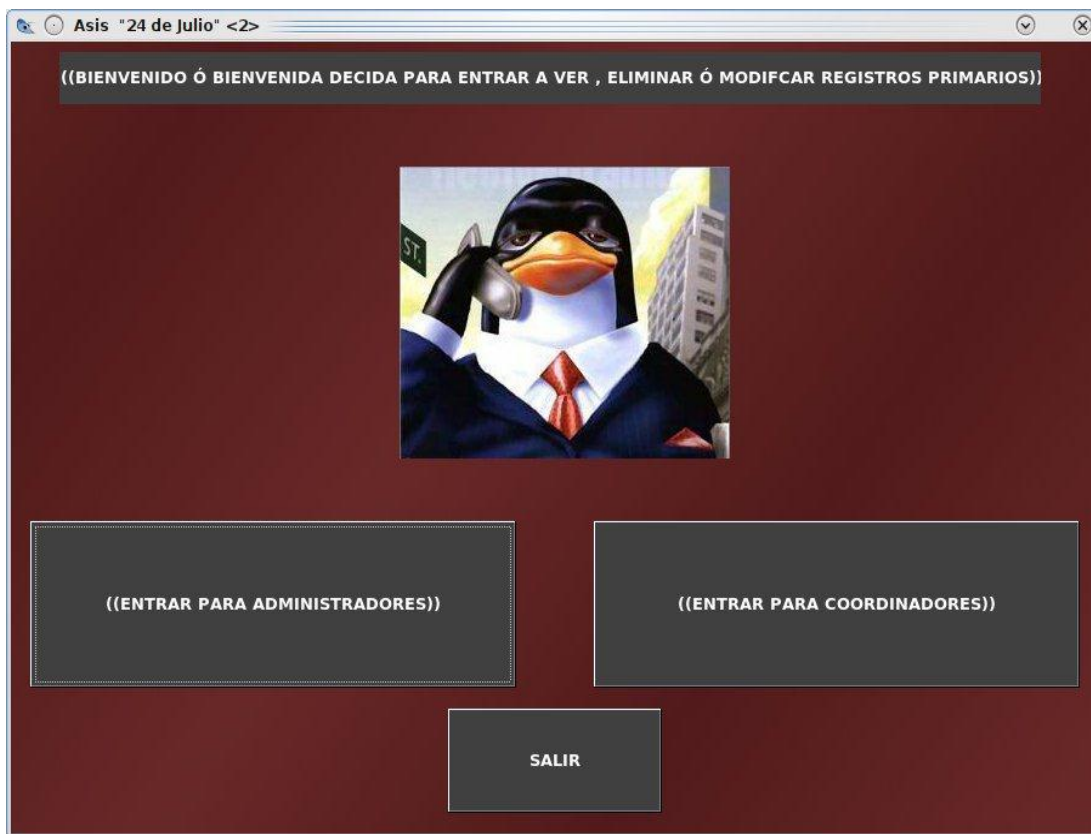 Asis "24 de Julio" <2>
((BIENVENIDO Ó BIENVENIDA DECIDA PARA ENTRAR A VER , ELIMINAR Ó MODIFCAR REGISTROS PRIMARIOS))
ST.
((ENTRAR PARA ADMINISTRADORES))
((ENTRAR PARA COORDINADORES))
SALIR